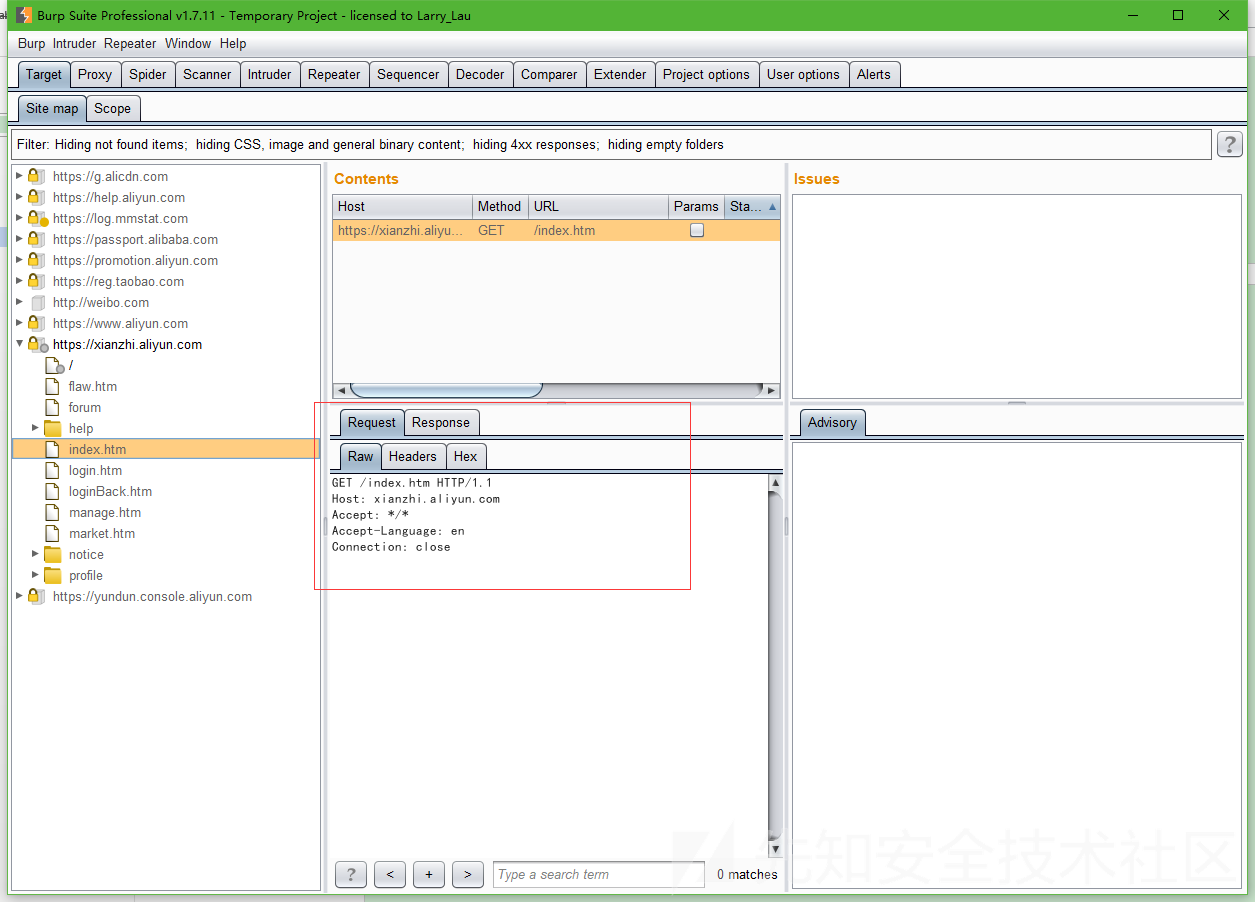 Burp Suite Professional v1.7.11 - Temporary Project - licensed to Larry_Lau
Burp Intruder Repeater Window Help
Target Proxy Spider Scanner Intruder Repeater Sequencer Decoder Comparer Extender Project options User options Alerts
Site map Scope
Filter: Hiding not found items; hiding CSS, image and general binary content; hiding 4xx responses; hiding empty folders
?
https://g.alicdn.com
https://help.aliyun.com
https://log.mmstat.com
https://passport.alibaba.com
https://promotion.aliyun.com
https://reg.taobao.com
http://weibo.com
https://www.aliyun.com
https://xianzhi.aliyun.com
/
flaw.htm
forum
help
index.htm
login.htm
loginBack.htm
manage.htm
market.htm
notice
profile
https://yundun.console.aliyun.com
Contents
Host Method URL Params Sta...
https://xianzhi.aliyu... GET /index.htm
Request Response
Raw Headers Hex
GET /index.htm HTTP/1.1
Host: xianzhi.aliyun.com
Accept: */*
Accept-Language: en
Connection: close
? < + > Type a search term 0 matches
Issues
Advisory
先知安全技术社区